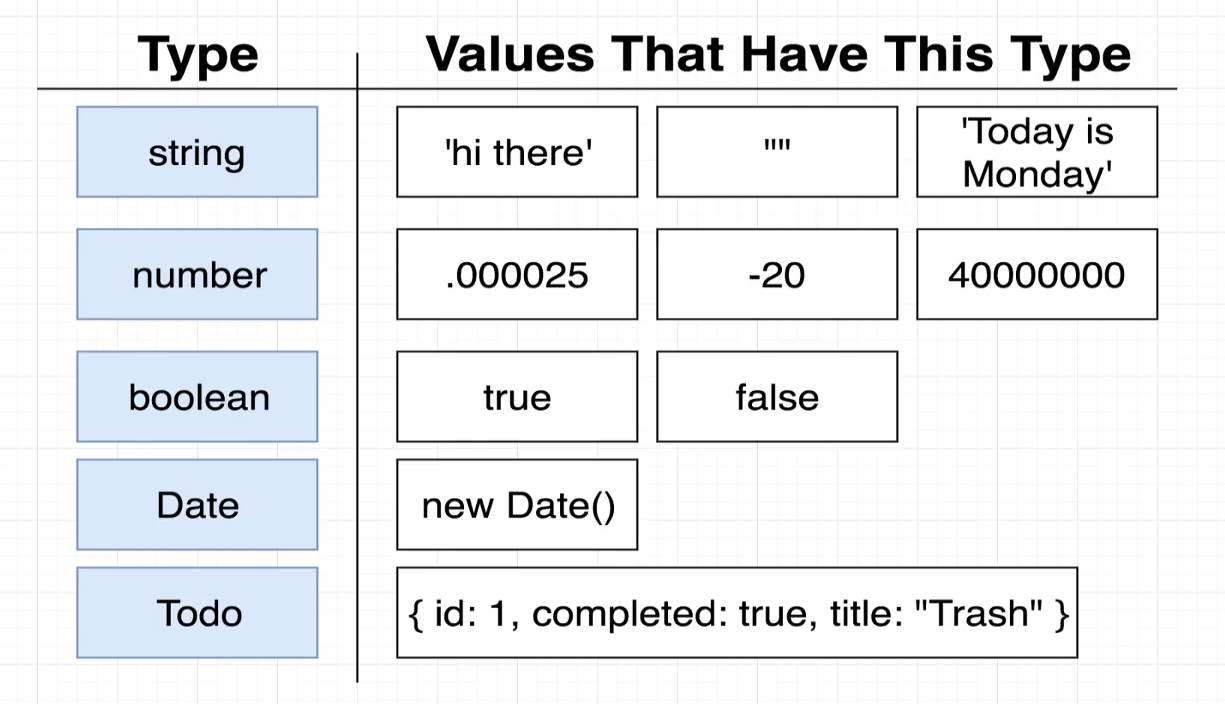 Type Values That Have This Type
string 'hi there' "" 'Today is
Monday'
number .000025 -20 40000000
boolean true false
Date new Date()
Todo { id: 1, completed: true, title: "Trash" }